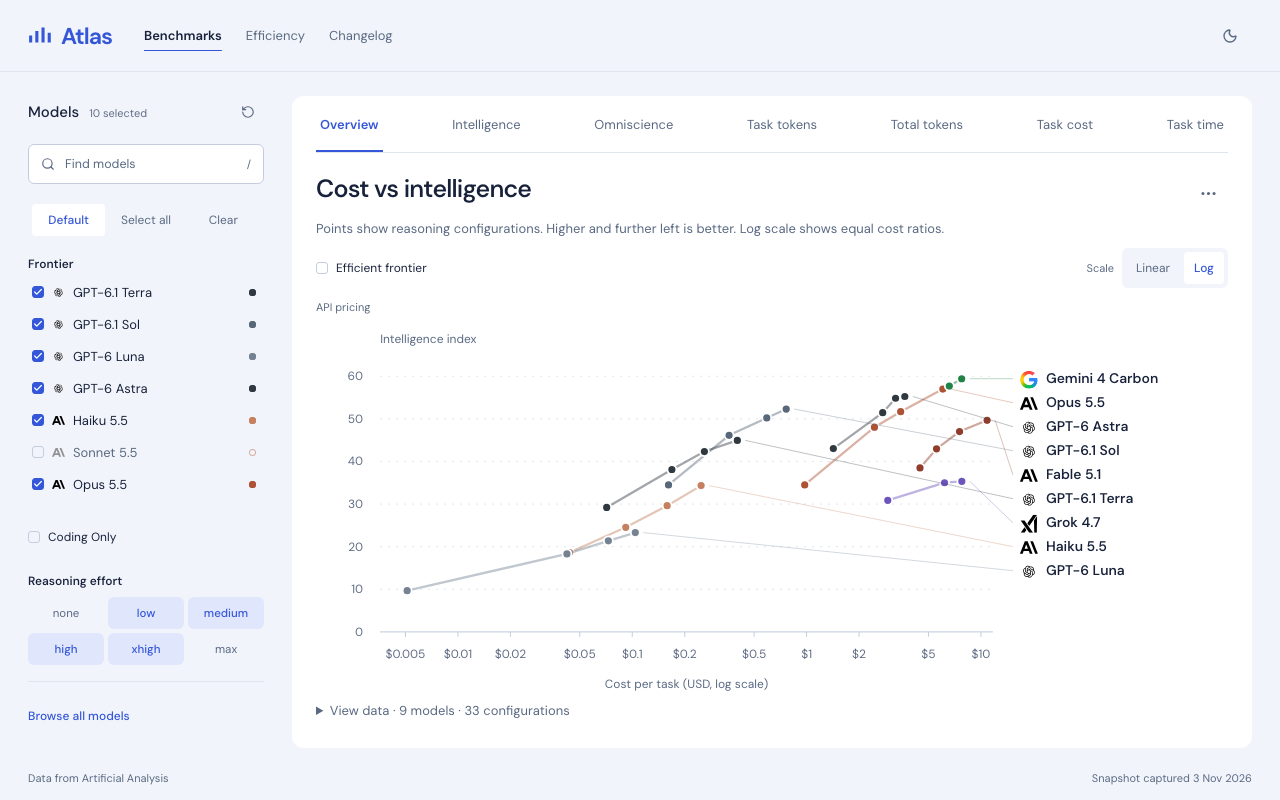 Atlas
Benchmarks
Efficiency
Changelog
Models
10 selected
Find models
/
Default
Select all
Clear
Frontier
GPT-6.1 Terra
GPT-6.1 Sol
GPT-6 Luna
GPT-6 Astra
Haiku 5.5
Sonnet 5.5
Opus 5.5
Coding Only
Reasoning effort
none
low
medium
high
xhigh
max
Browse all models
Overview
Intelligence
Omniscience
Task tokens
Total tokens
Task cost
Task time
Cost vs intelligence
Points show reasoning configurations. Higher and further left is better. Log scale shows equal cost ratios.
Efficient frontier
Scale
Linear
Log
API pricing
Intelligence index
60
50
40
30
20
10
0
$0.005
$0.01
$0.02
$0.05
$0.1
$0.2
$0.5
$1
$2
$5
$10
Cost per task (USD, log scale)
Gemini 4 Carbon
Opus 5.5
GPT-6 Astra
GPT-6.1 Sol
Fable 5.1
GPT-6.1 Terra
Grok 4.7
Haiku 5.5
GPT-6 Luna
View data · 9 models · 33 configurations
Data from Artificial Analysis
Snapshot captured 3 Nov 2026